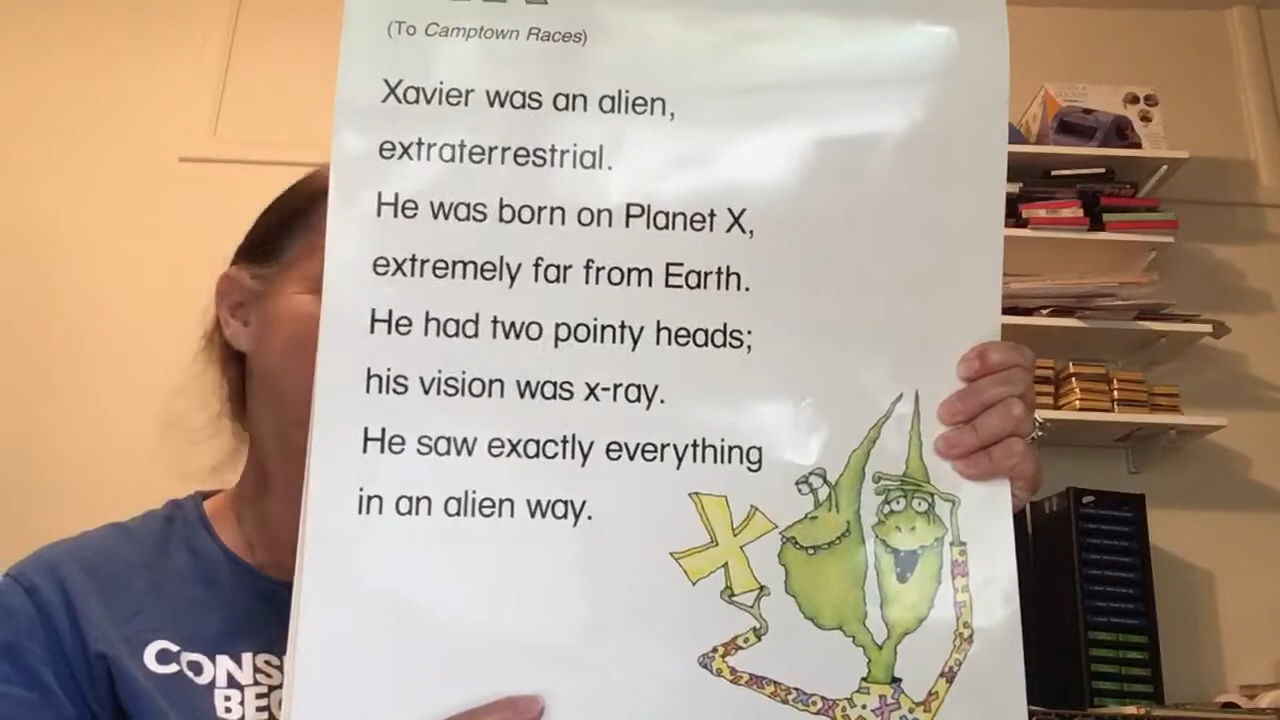 (To Camptown Races)
Xavier was an alien,
extraterrestrial.
He was born on Planet X,
extremely far from Earth.
He had two pointy heads;
his vision was x-ray.
He saw exactly everything
in an alien way.
X
CONS
BEG